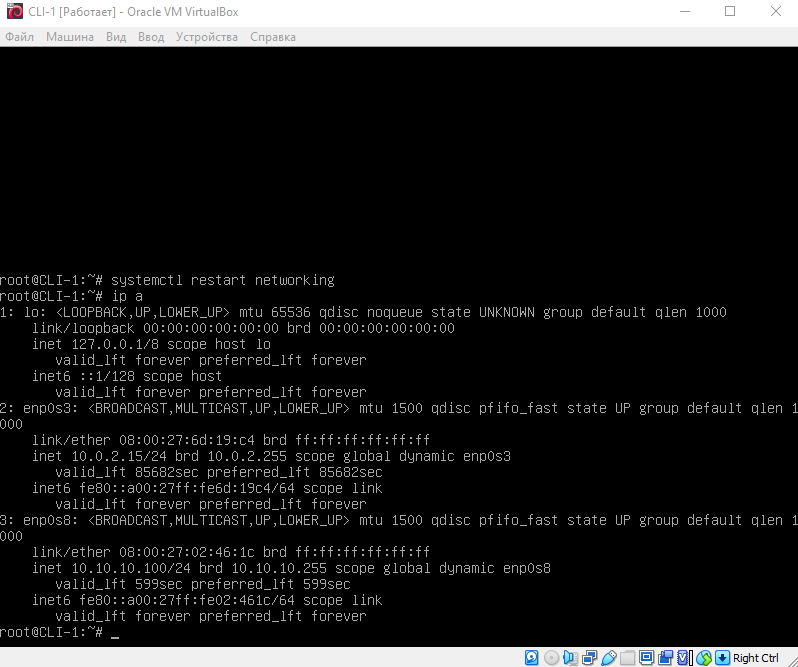 CLI-1 [Работает] - Oracle VM VirtualBox
Файл Машина Вид Ввод Устройства Справка
root@CLI-1:~# systemctl restart networking
root@CLI-1:~# ip a
1: lo: <LOOPBACK,UP,LOWER_UP> mtu 65536 qdisc noqueue state UNKNOWN group default qlen 1000
    link/loopback 00:00:00:00:00:00 brd 00:00:00:00:00:00
    inet 127.0.0.1/8 scope host lo
       valid_lft forever preferred_lft forever
    inet6 ::1/128 scope host
       valid_lft forever preferred_lft forever
2: enp0s3: <BROADCAST,MULTICAST,UP,LOWER_UP> mtu 1500 qdisc pfifo_fast state UP group default qlen 1
000
    link/ether 08:00:27:6d:19:c4 brd ff:ff:ff:ff:ff:ff
    inet 10.0.2.15/24 brd 10.0.2.255 scope global dynamic enp0s3
       valid_lft 85682sec preferred_lft 85682sec
    inet6 fe80::a00:27ff:fe6d:19c4/64 scope link
       valid_lft forever preferred_lft forever
3: enp0s8: <BROADCAST,MULTICAST,UP,LOWER_UP> mtu 1500 qdisc pfifo_fast state UP group default qlen 1
000
    link/ether 08:00:27:02:46:1c brd ff:ff:ff:ff:ff:ff
    inet 10.10.10.100/24 brd 10.10.10.255 scope global dynamic enp0s8
       valid_lft 599sec preferred_lft 599sec
    inet6 fe80::a00:27ff:fe02:461c/64 scope link
       valid_lft forever preferred_lft forever
root@CLI-1:~# _
Right Ctrl